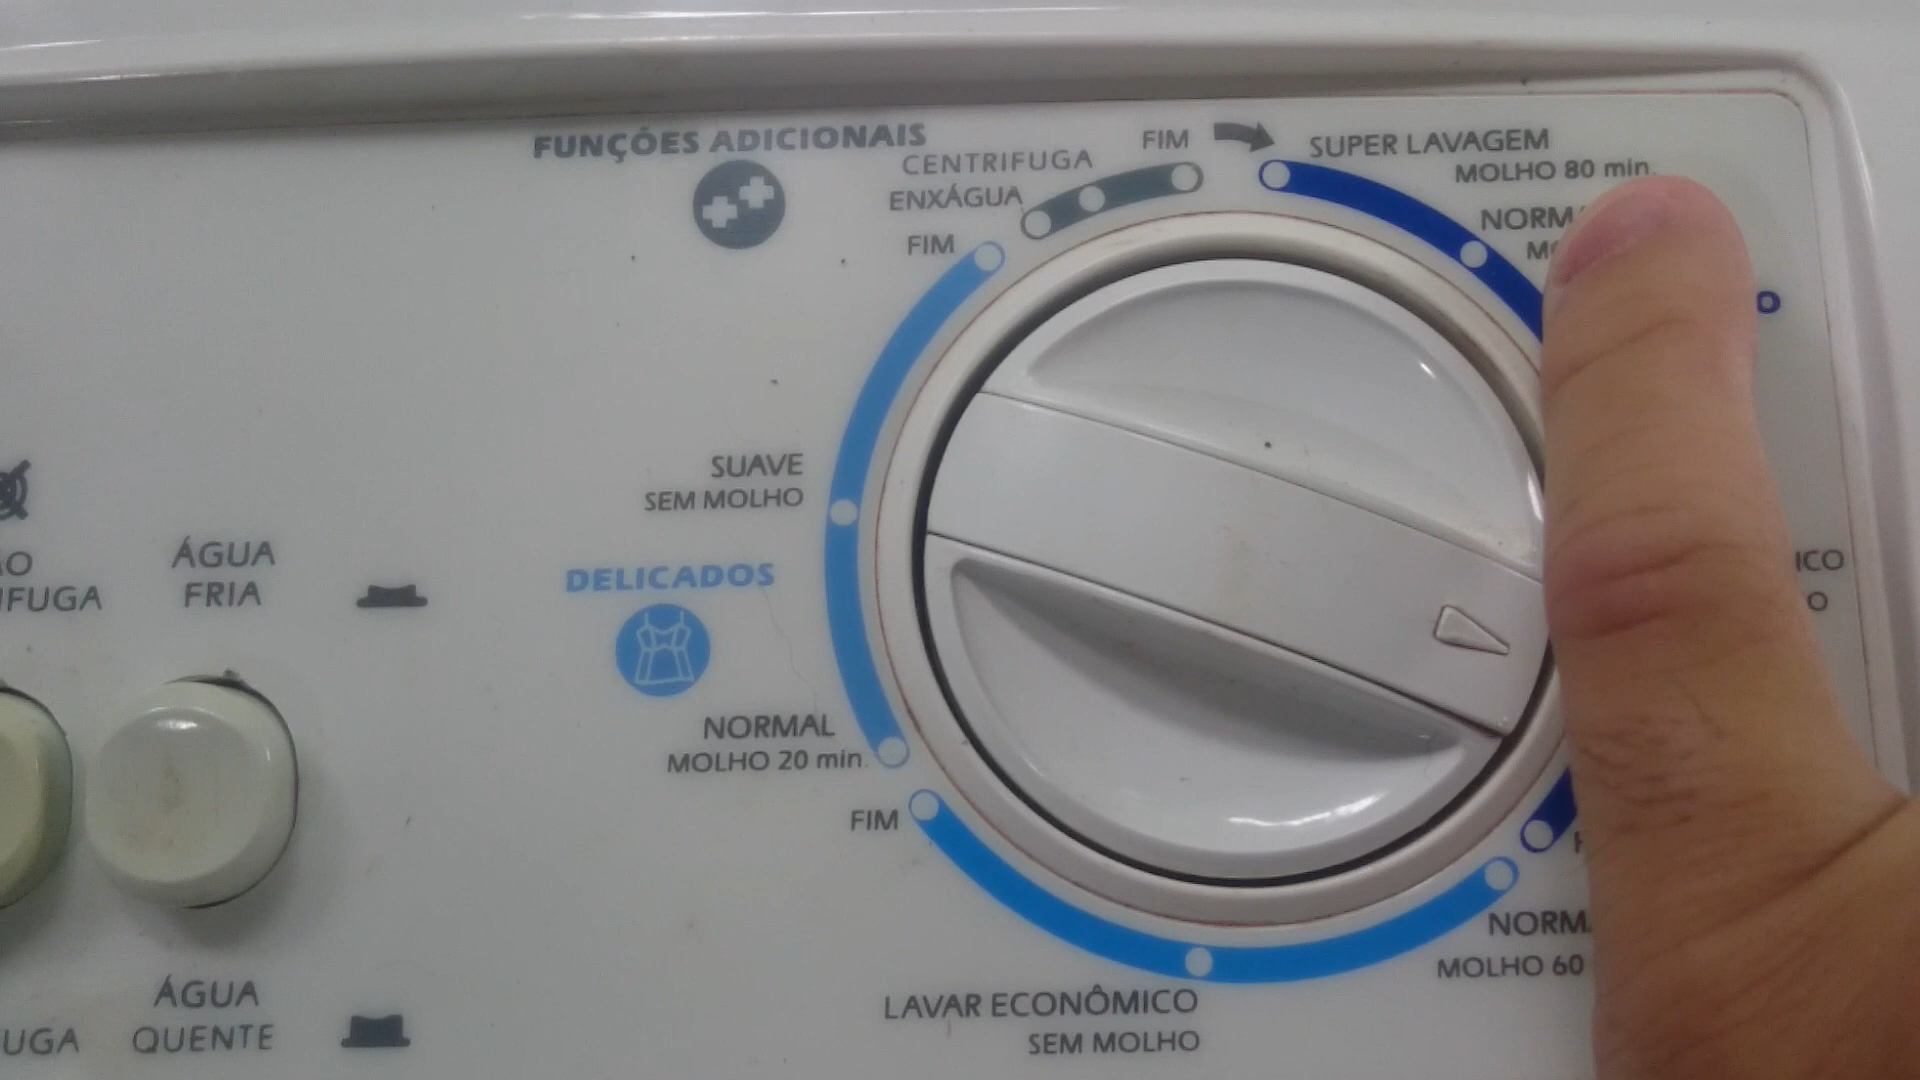 FUNÇÕES ADICIONAIS
CENTRIFUGA
ENXÁGUA
FIM
FIM
SUPER LAVAGEM
MOLHO 80 min.
SUAVE
SEM MOLHO
DELICADOS
NORMAL
MOLHO 20 min.
FIM
LAVAR ECONÔMICO
SEM MOLHO
MOLHO 60
ÁGUA
FRIA
ÁGUA
QUENTE